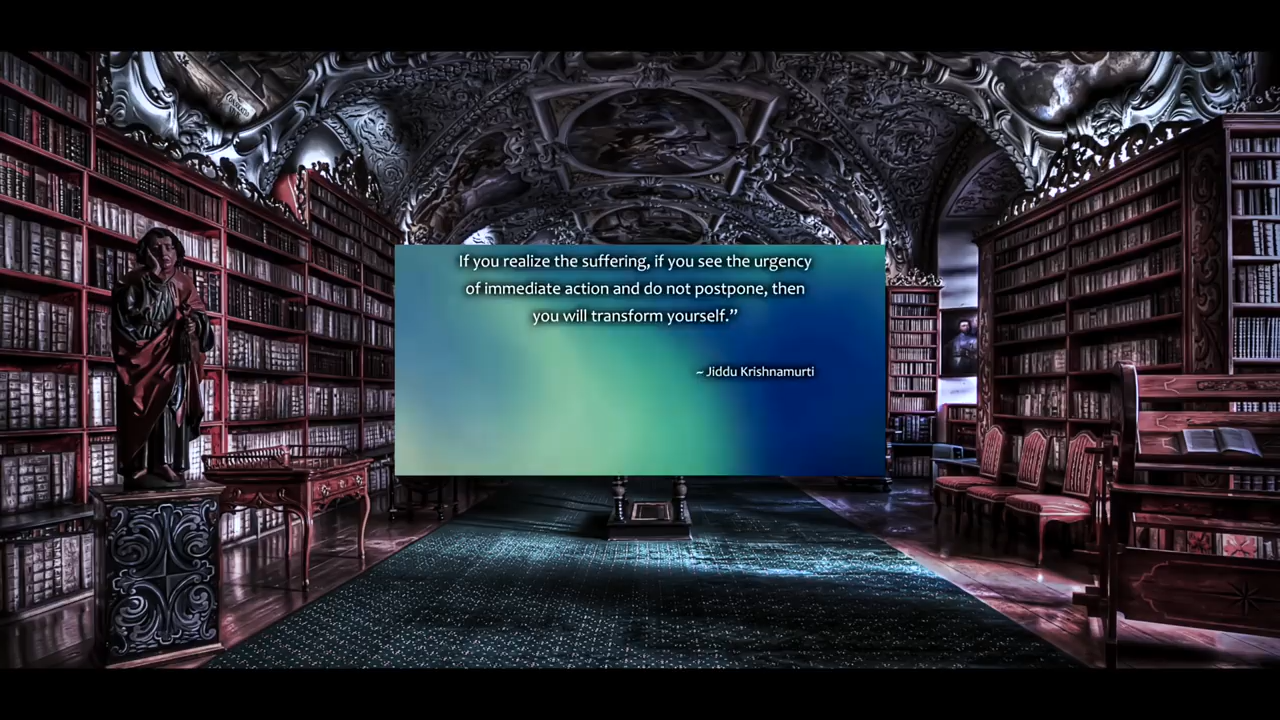 If you realize the suffering, if you see the urgency
of immediate action and do not postpone, then
you will transform yourself.”
~ Jiddu Krishnamurti